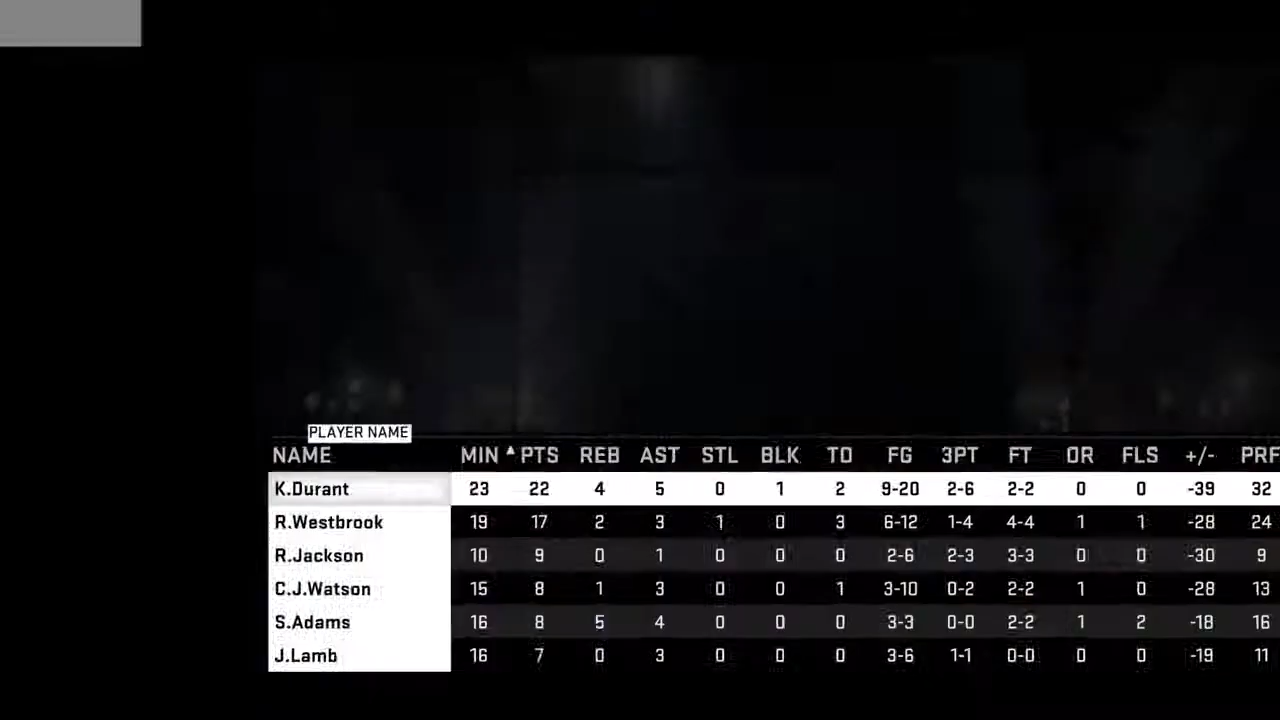 PLAYER NAME
NAME MIN ▲ PTS REB AST STL BLK TO FG 3PT FT OR FLS +/- PRF
K.Durant 23 22 4 5 0 1 2 9-20 2-6 2-2 0 0 -39 32
R.Westbrook 19 17 2 3 1 0 3 6-12 1-4 4-4 1 1 -28 24
R.Jackson 10 9 0 1 0 0 0 2-6 2-3 3-3 0 0 -30 9
C.J.Watson 15 8 1 3 0 0 1 3-10 0-2 2-2 1 0 -28 13
S.Adams 16 8 5 4 0 0 0 3-3 0-0 2-2 1 2 -18 16
J.Lamb 16 7 0 3 0 0 0 3-6 1-1 0-0 0 0 -19 11